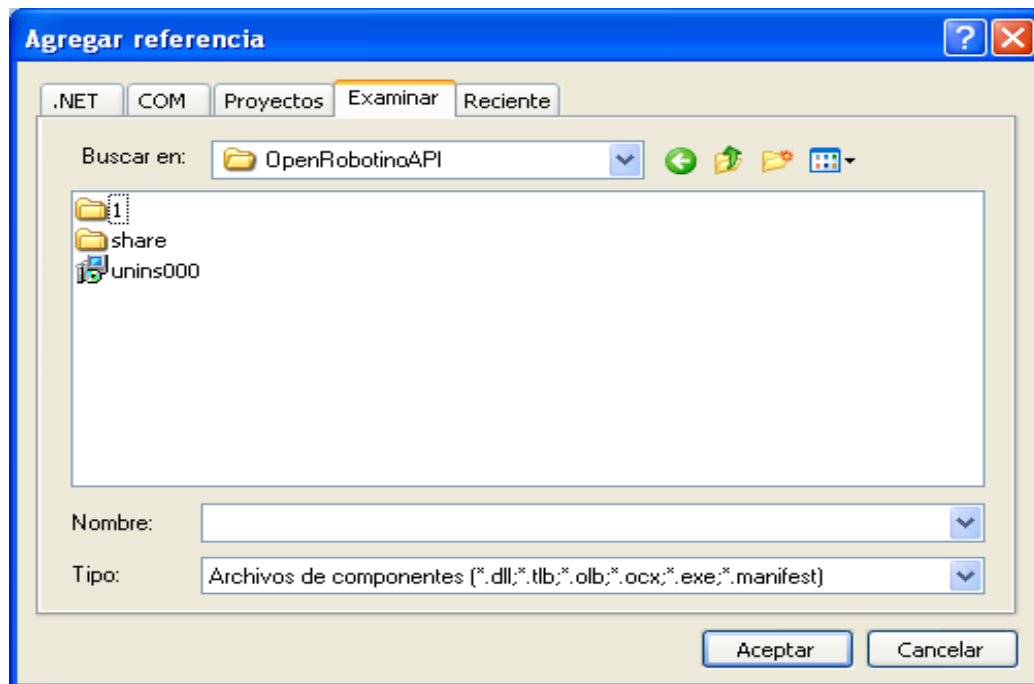 Agregar referencia
.NET COM Proyectos Examinar Reciente
Buscar en: OpenRobotinoAPI
1
share
unins000
Nombre:
Tipo: Archivos de componentes (*.dll;*.tlb;*.olb;*.ocx;*.exe;*.manifest)
Aceptar Cancelar